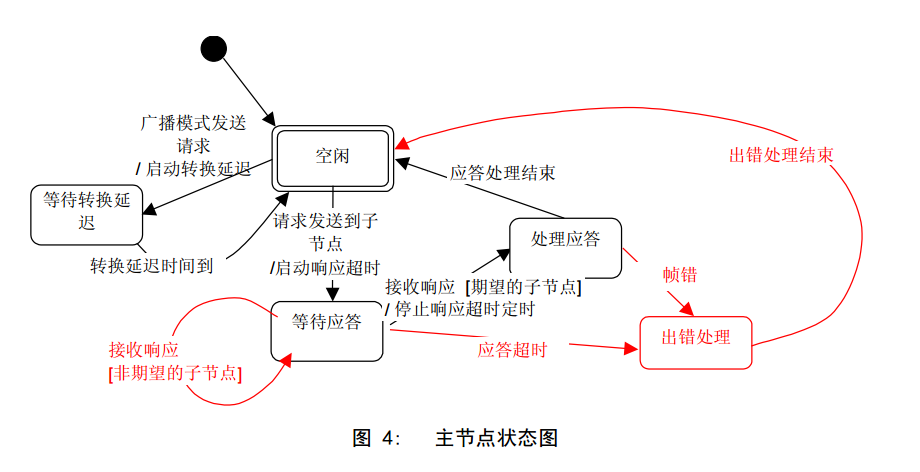 广播模式发送
请求
/ 启动转换延迟
空闲
出错处理结束
应答处理结束
等待转换延
迟
请求发送到子
节点
/启动响应超时
处理应答
转换延迟时间到
接收响应 [期望的子节点]
/ 停止响应超时定时
帧错
等待应答
出错处理
应答超时
接收响应
[非期望的子节点]
图 4: 主节点状态图